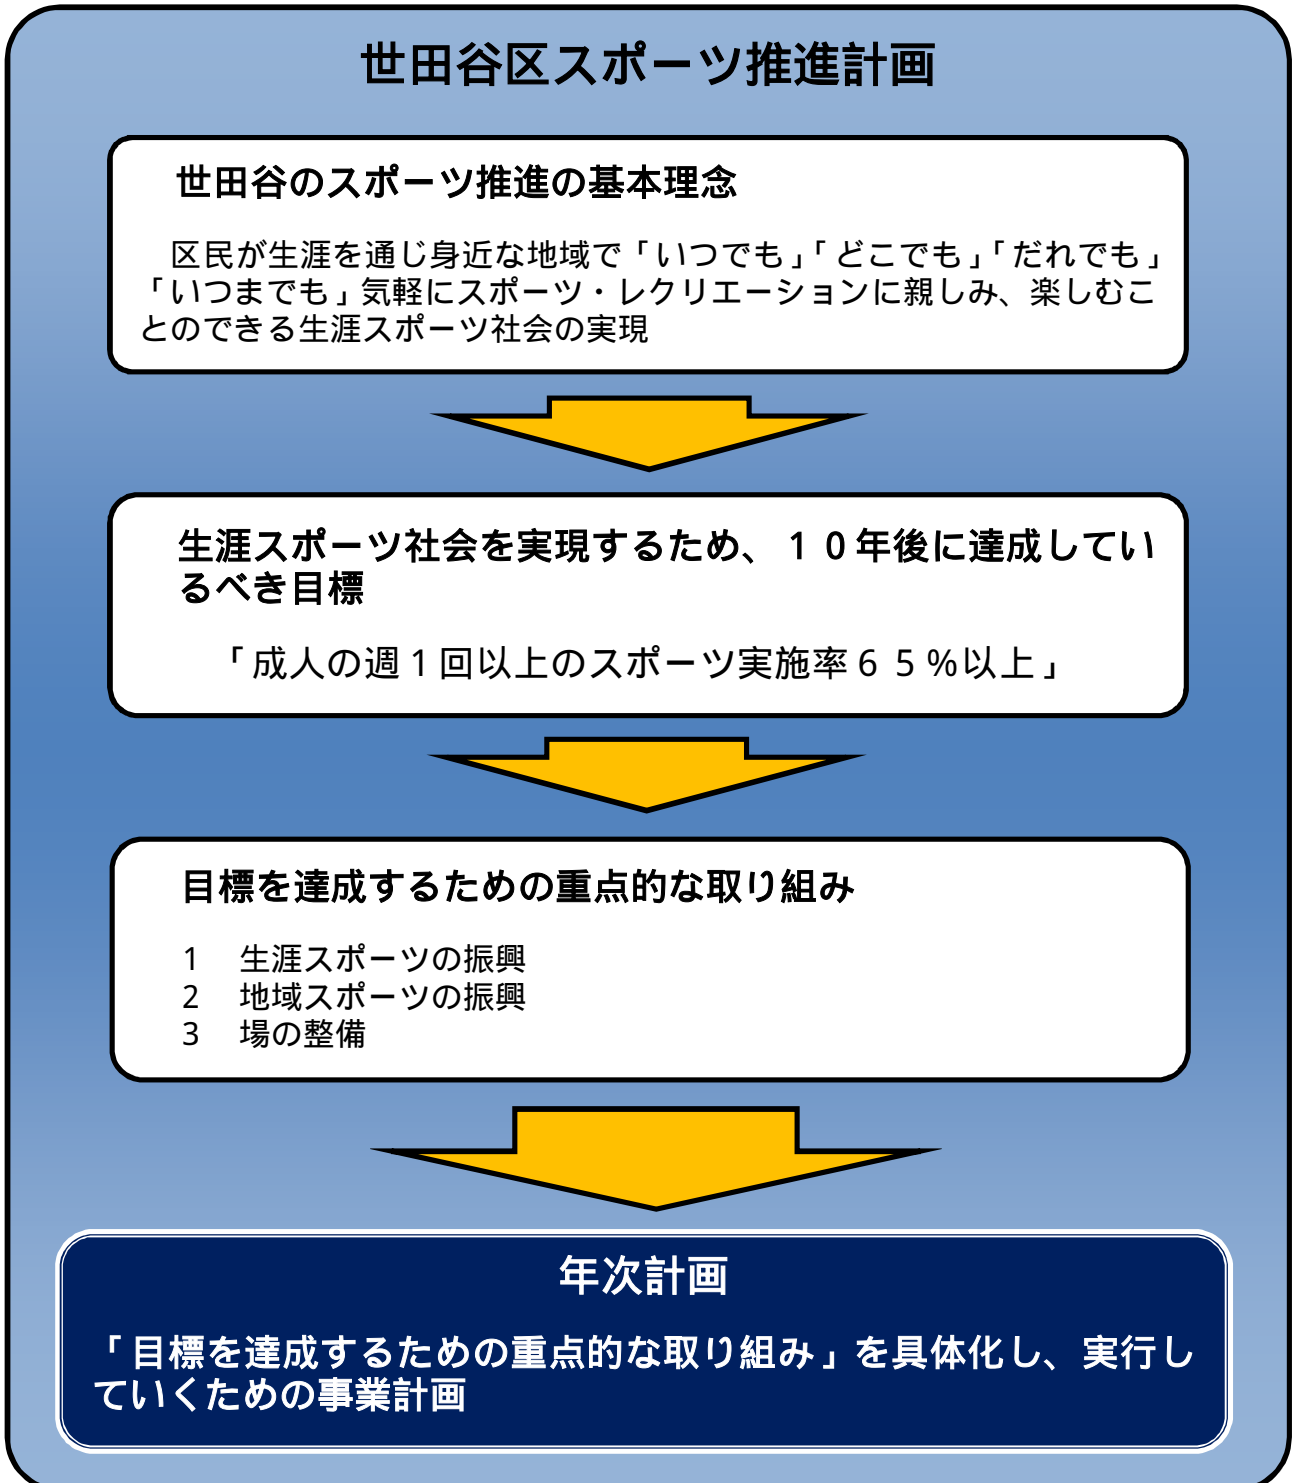 世田谷区スポーツ推進計画
世田谷のスポーツ推進の基本理念
区民が生涯を通じ身近な地域で「いつでも」「どこでも」「だれでも」
「いつまでも」気軽にスポーツ・レクリエーションに親しみ、楽しむこ
とのできる生涯スポーツ社会の実現
生涯スポーツ社会を実現するため、１０年後に達成してい
るべき目標
「成人の週１回以上のスポーツ実施率６５％以上」
目標を達成するための重点的な取り組み
1　生涯スポーツの振興
2　地域スポーツの振興
3　場の整備
年次計画
「目標を達成するための重点的な取り組み」を具体化し、実行し
ていくための事業計画